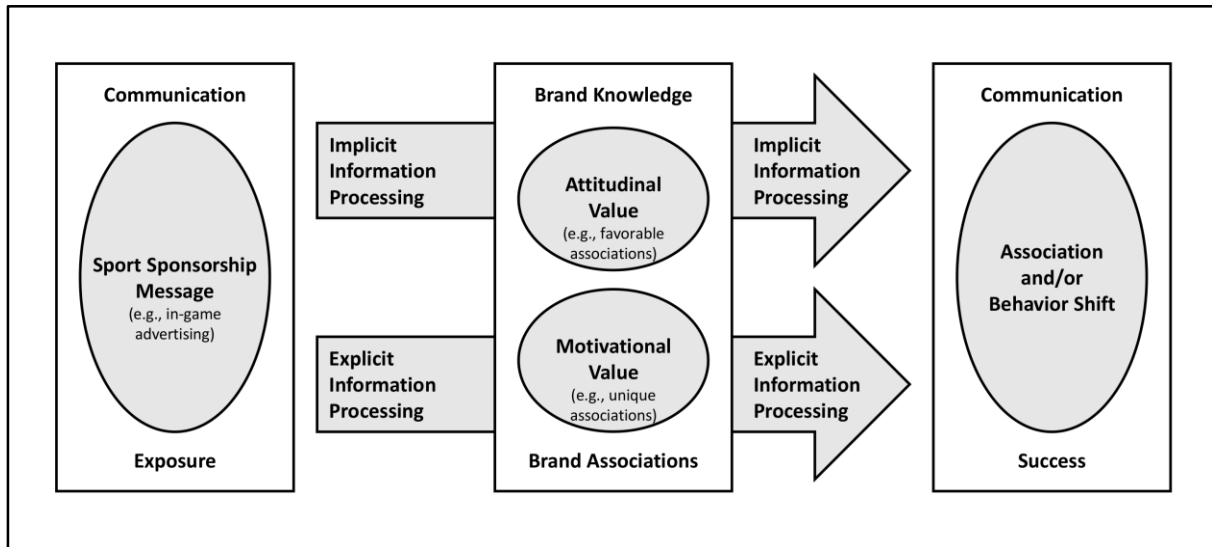 Communication
Sport Sponsorship
Message
(e.g., in-game
advertising)
Exposure
Implicit
Information
Processing
Explicit
Information
Processing
Brand Knowledge
Attitudinal
Value
(e.g., favorable
associations)
Motivational
Value
(e.g., unique
associations)
Brand Associations
Implicit
Information
Processing
Explicit
Information
Processing
Communication
Association
and/or
Behavior Shift
Success